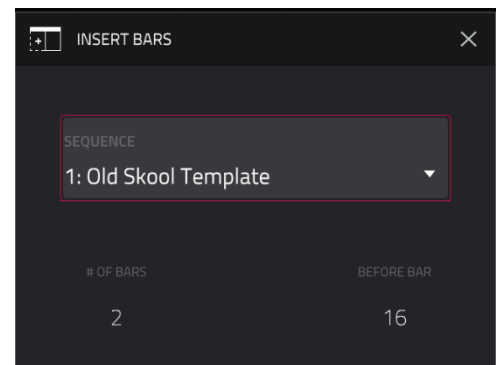 INSERT BARS
SEQUENCE
1: Old Skool Template
# OF BARS BEFORE BAR
2 16